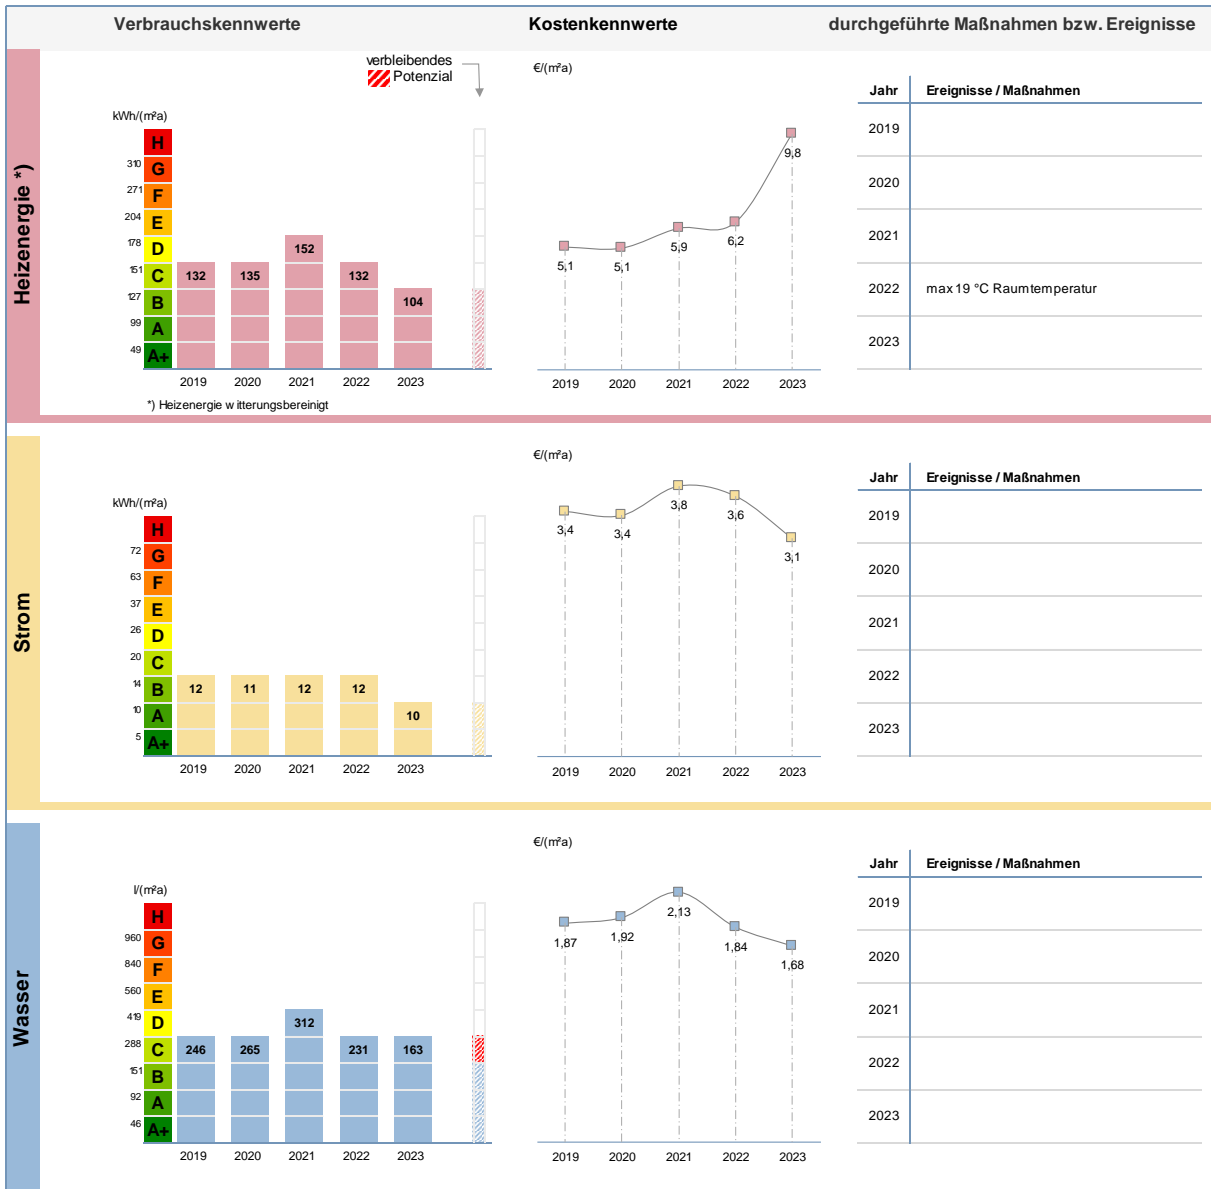 Verbrauchskennwerte
Kostenkennwerte
durchgeführte Maßnahmen bzw. Ereignisse
Heizenergie *)
verbleibendes
Potenzial
kWh/(m²a)
H
310
G
271
F
204
E
178
D
151
C
127
B
99
A
49
A+
132
135
152
132
104
2019
2020
2021
2022
2023
*) Heizenergie witterungsbereinigt
€/(m²a)
5,1
5,1
5,9
6,2
9,8
2019
2020
2021
2022
2023
Jahr Ereignisse / Maßnahmen
2019
2020
2021
2022 max 19 °C Raumtemperatur
2023
Strom
kWh/(m²a)
H
72
G
63
F
37
E
26
D
20
C
14
B
10
A
5
A+
12
11
12
12
10
2019
2020
2021
2022
2023
€/(m²a)
3,4
3,4
3,8
3,6
3,1
2019
2020
2021
2022
2023
Jahr Ereignisse / Maßnahmen
2019
2020
2021
2022
2023
Wasser
l/(m²a)
H
960
G
840
F
560
E
419
D
288
C
151
B
92
A
46
A+
246
265
312
231
163
2019
2020
2021
2022
2023
€/(m²a)
1,87
1,92
2,13
1,84
1,68
2019
2020
2021
2022
2023
Jahr Ereignisse / Maßnahmen
2019
2020
2021
2022
2023